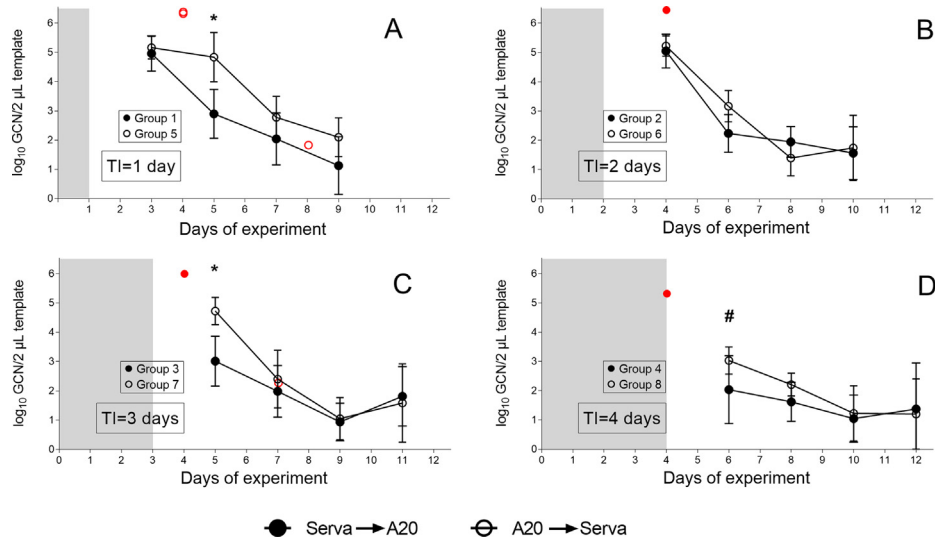 A
*
log10 GCN/2 µL template
6
5
4
3
2
1
0
Group 1
Group 5
TI=1 day
0 1 2 3 4 5 6 7 8 9 10 11 12
Days of experiment
B
log10 GCN/2 µL template
6
5
4
3
2
1
0
Group 2
Group 6
TI=2 days
0 1 2 3 4 5 6 7 8 9 10 11 12
Days of experiment
C
*
log10 GCN/2 µL template
6
5
4
3
2
1
0
Group 3
Group 7
TI=3 days
0 1 2 3 4 5 6 7 8 9 10 11 12
Days of experiment
D
#
log10 GCN/2 µL template
6
5
4
3
2
1
0
Group 4
Group 8
TI=4 days
0 1 2 3 4 5 6 7 8 9 10 11 12
Days of experiment
Serva → A20 A20 → Serva